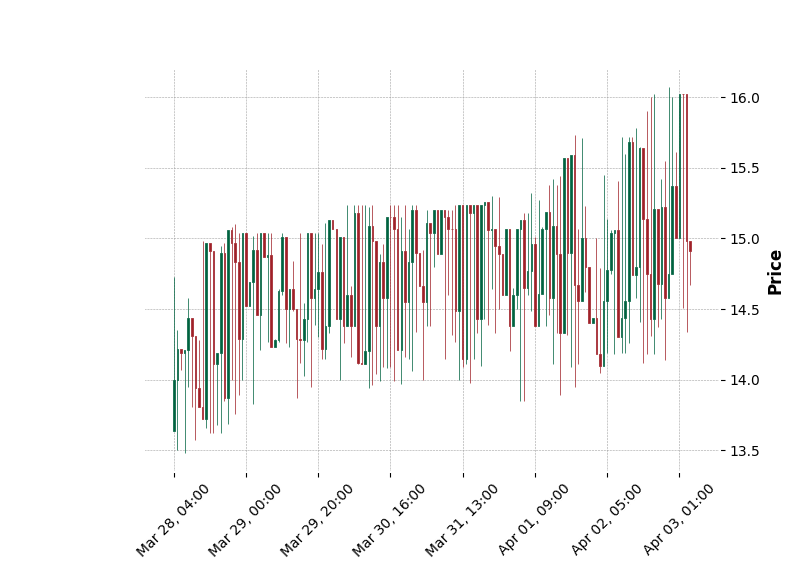 16.0
15.5
15.0
14.5
14.0
13.5
Price
Mar 28, 04:00
Mar 29, 00:00
Mar 29, 20:00
Mar 30, 16:00
Mar 31, 13:00
Apr 01, 09:00
Apr 02, 05:00
Apr 03, 01:00